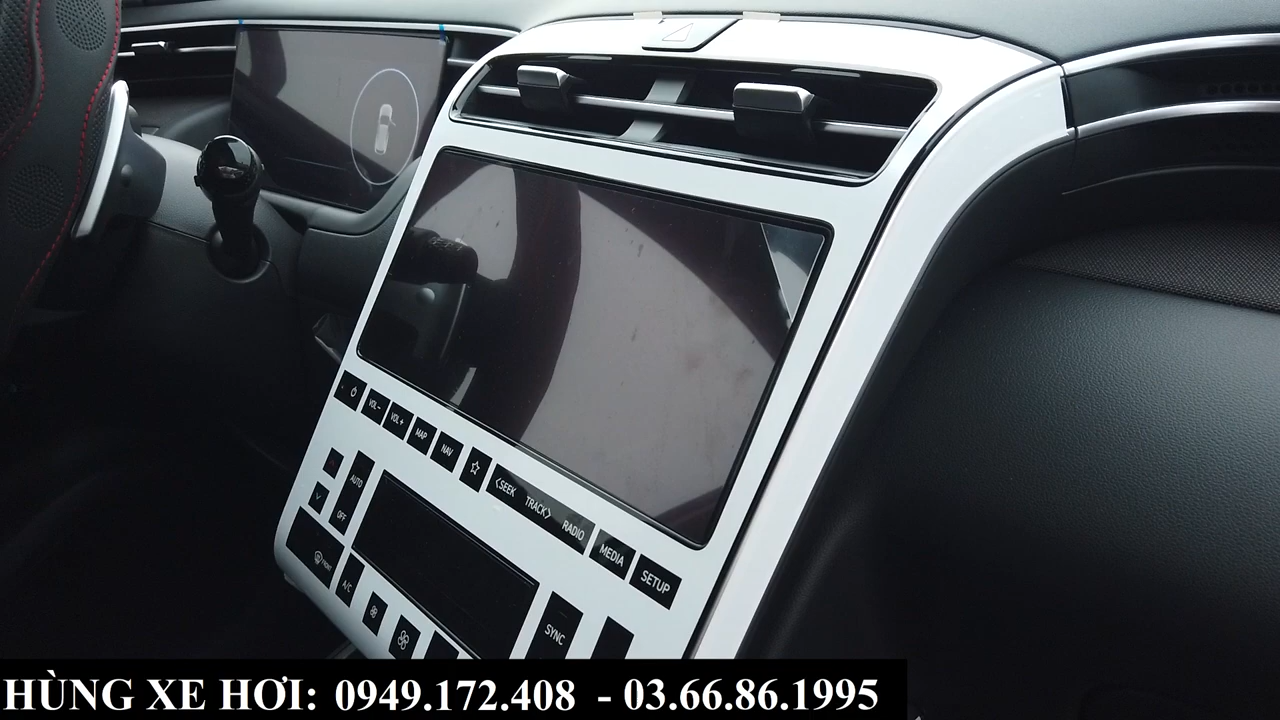 VOL- VOL+ MAP NAV <SEEK TRACK> RADIO MEDIA SETUP
AUTO
OFF
FRONT A/C SYNC
HÙNG XE HƠI: 0949.172.408 - 03.66.86.1995